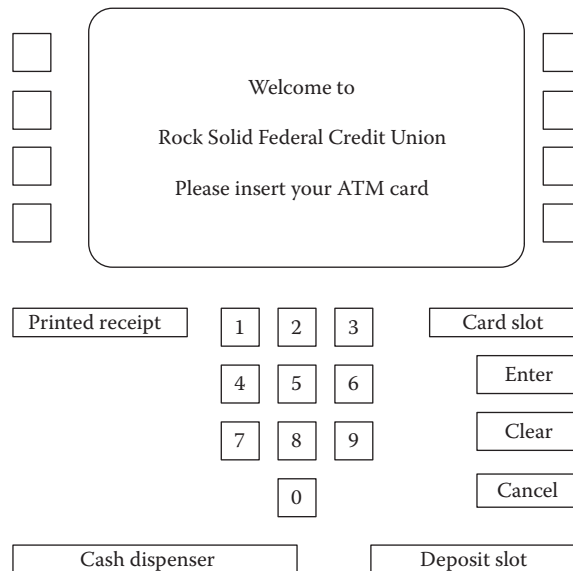 Welcome to
Rock Solid Federal Credit Union
Please insert your ATM card
Printed receipt
1 2 3
Card slot
4 5 6
Enter
7 8 9
Clear
0
Cancel
Cash dispenser
Deposit slot